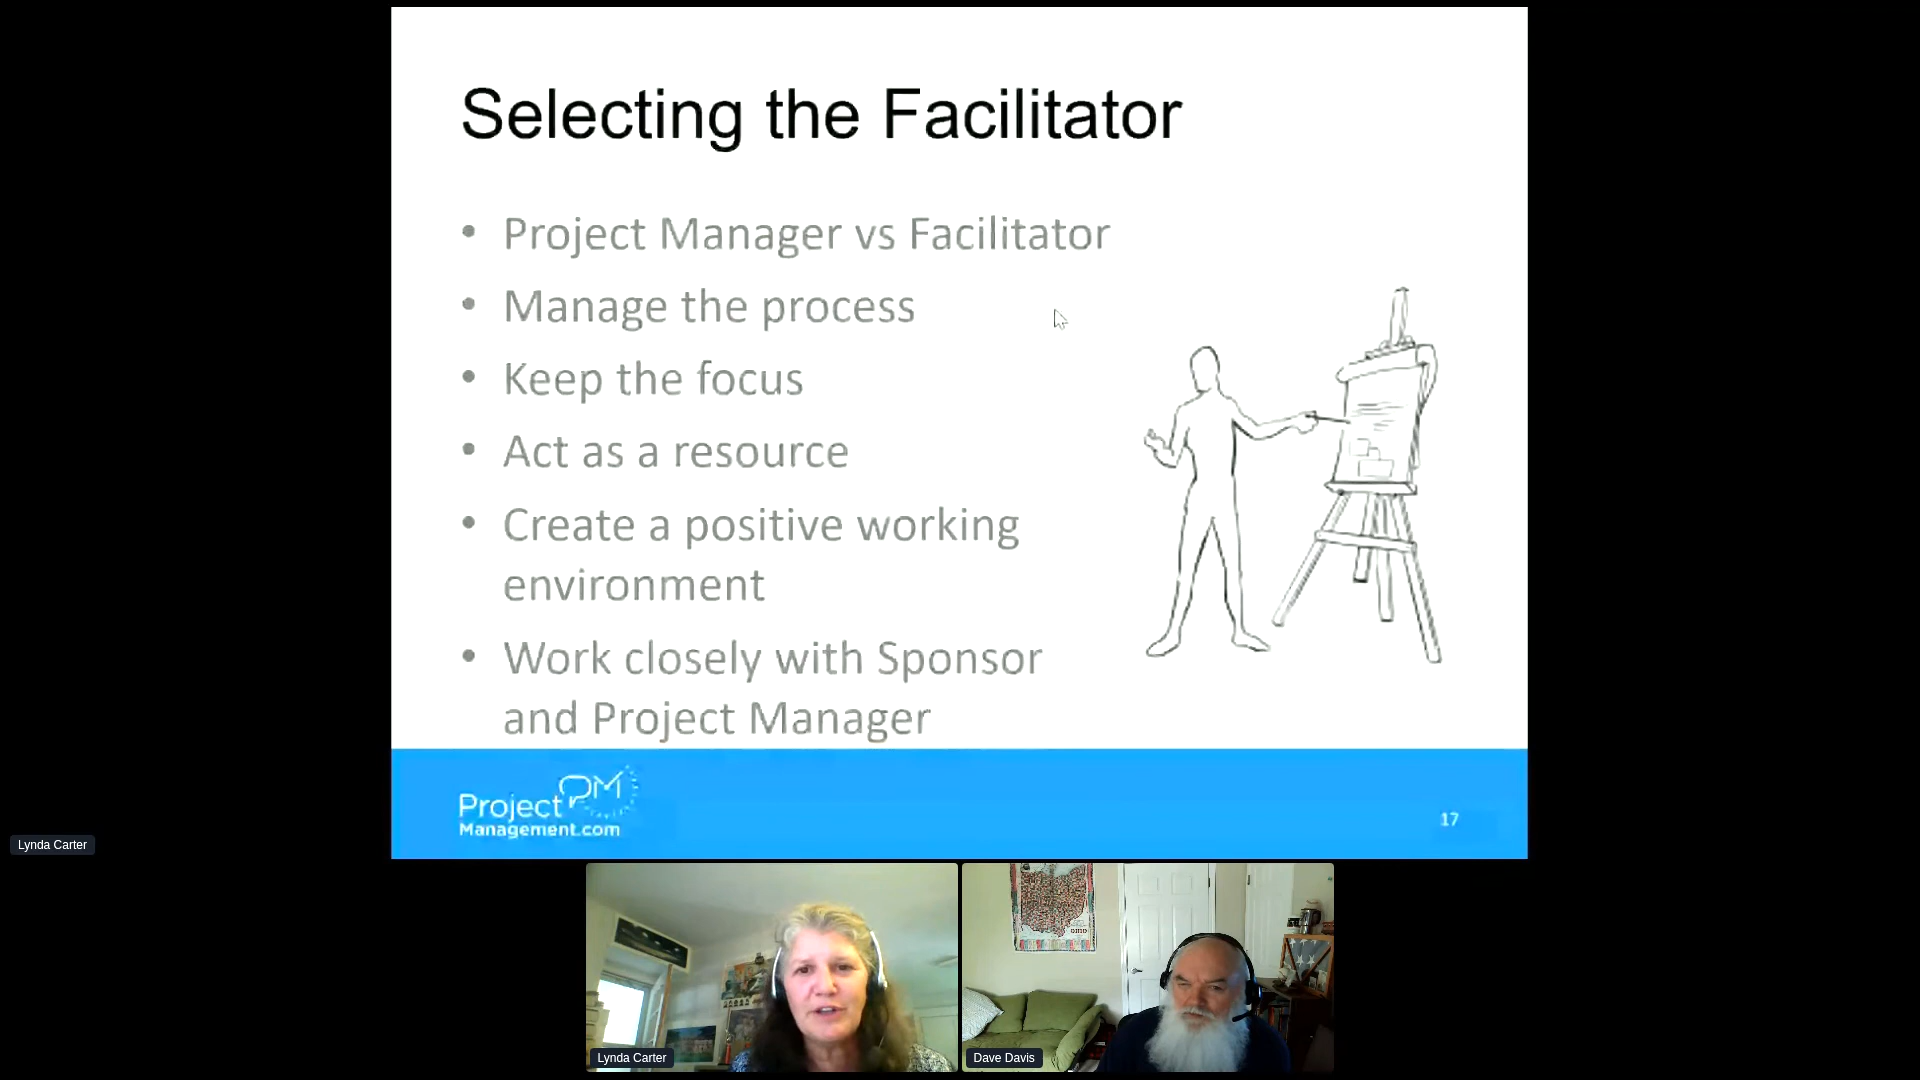 Selecting the Facilitator
• Project Manager vs Facilitator
• Manage the process
• Keep the focus
• Act as a resource
• Create a positive working
environment
• Work closely with Sponsor
and Project Manager
Project PM
Management.com
17
Lynda Carter
Lynda Carter
Dave Davis
OHIO